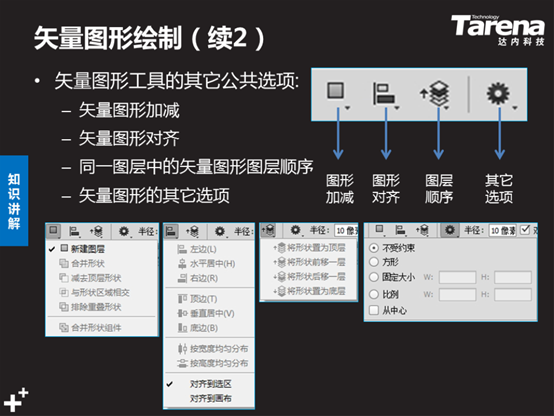 矢量图形绘制（续2）
Technology
Tarena
达内科技
• 矢量图形工具的其它公共选项:
– 矢量图形加减
– 矢量图形对齐
– 同一图层中的矢量图形图层顺序
– 矢量图形的其它选项
图形加减
图形对齐
图层顺序
其它选项
知识讲解
半径:
✓ 新建图层
合并形状
减去顶层形状
与形状区域相交
排除重叠形状
合并形状组件
半径:
左边(L)
水平居中(H)
右边(R)
顶边(T)
垂直居中(V)
底边(B)
按宽度均匀分布
按高度均匀分布
✓ 对齐到选区
对齐到画布
半径: 10 像素
将形状置为顶层
将形状前移一层
将形状后移一层
将形状置为底层
半径: 10 像素
不受约束
方形
固定大小 W: H:
比例 W: H:
从中心